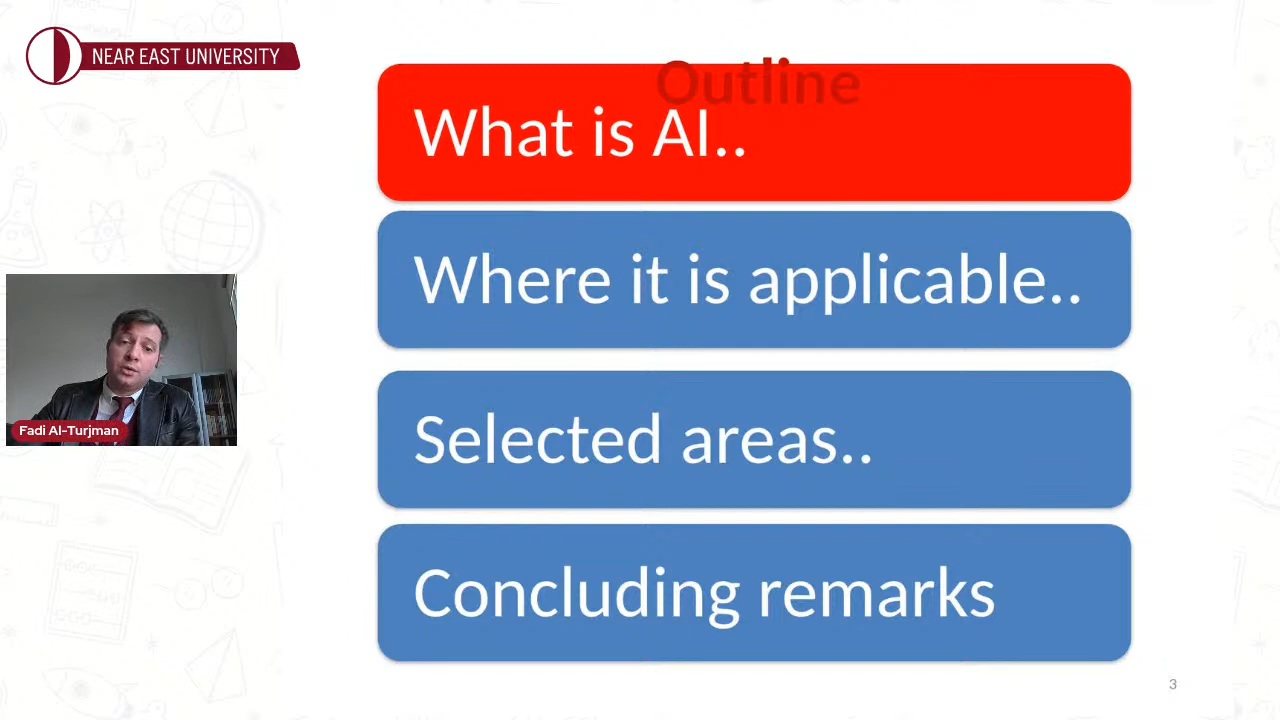 NEAR EAST UNIVERSITY
Outline
What is AI..
Where it is applicable..
Selected areas..
Concluding remarks
Fadi Al-Turjman
3